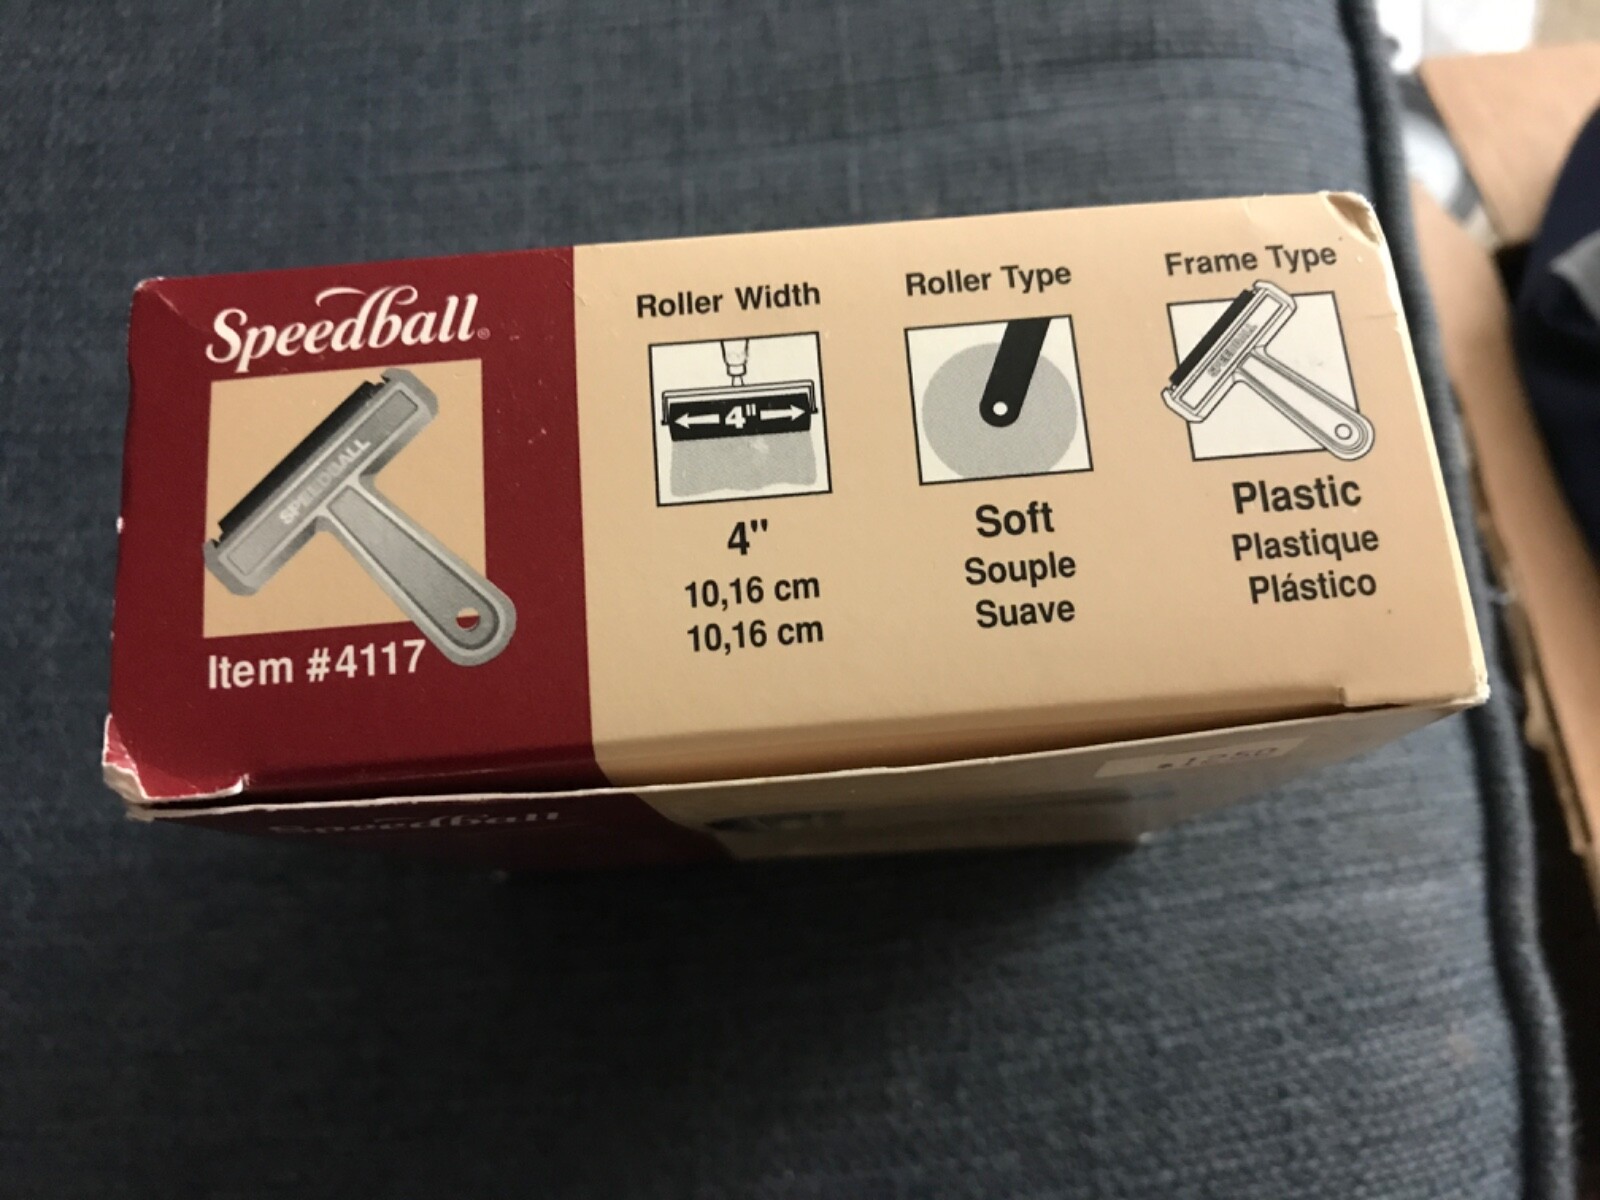 Speedball®
SPEEDBALL
Item #4117
Roller Width
4"
4"
10,16 cm
10,16 cm
Roller Type
Soft
Souple
Suave
Frame Type
SPEEDBALL
Plastic
Plastique
Plástico
Speedball